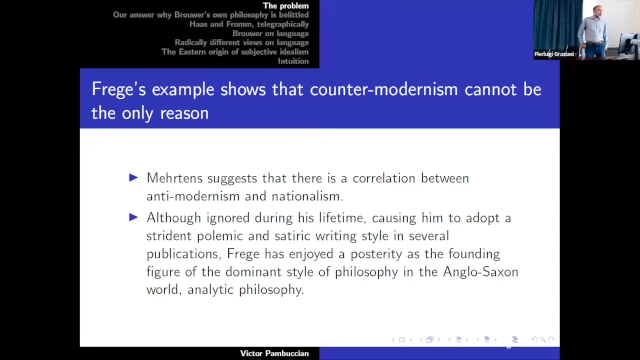 The problem
Our answer why Brouwer's own philosophy is belittled
Haas and Fromm, telegraphically
Brouwer on language
Radically different views on language
The Eastern origin of subjective idealism
Intuition
Pierluigi Graziani
Frege's example shows that counter-modernism cannot be
the only reason
Mehrtens suggests that there is a correlation between
anti-modernism and nationalism.
Although ignored during his lifetime, causing him to adopt a
strident polemic and satiric writing style in several
publications, Frege has enjoyed a posterity as the founding
figure of the dominant style of philosophy in the Anglo-Saxon
world, analytic philosophy.
Victor Pambuccian